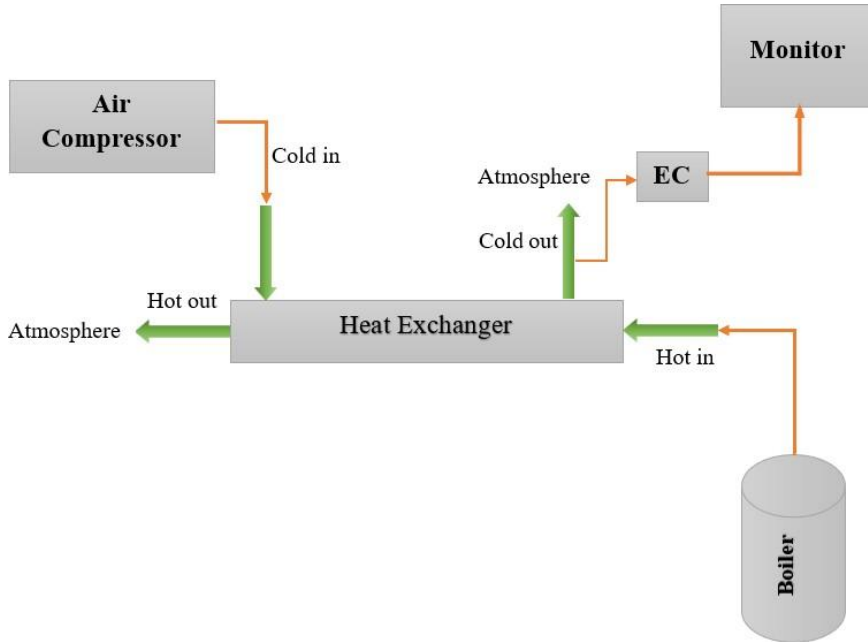 Monitor
Air
Compressor
Cold in
Atmosphere
EC
Cold out
Hot out
Atmosphere
Heat Exchanger
Hot in
Boiler